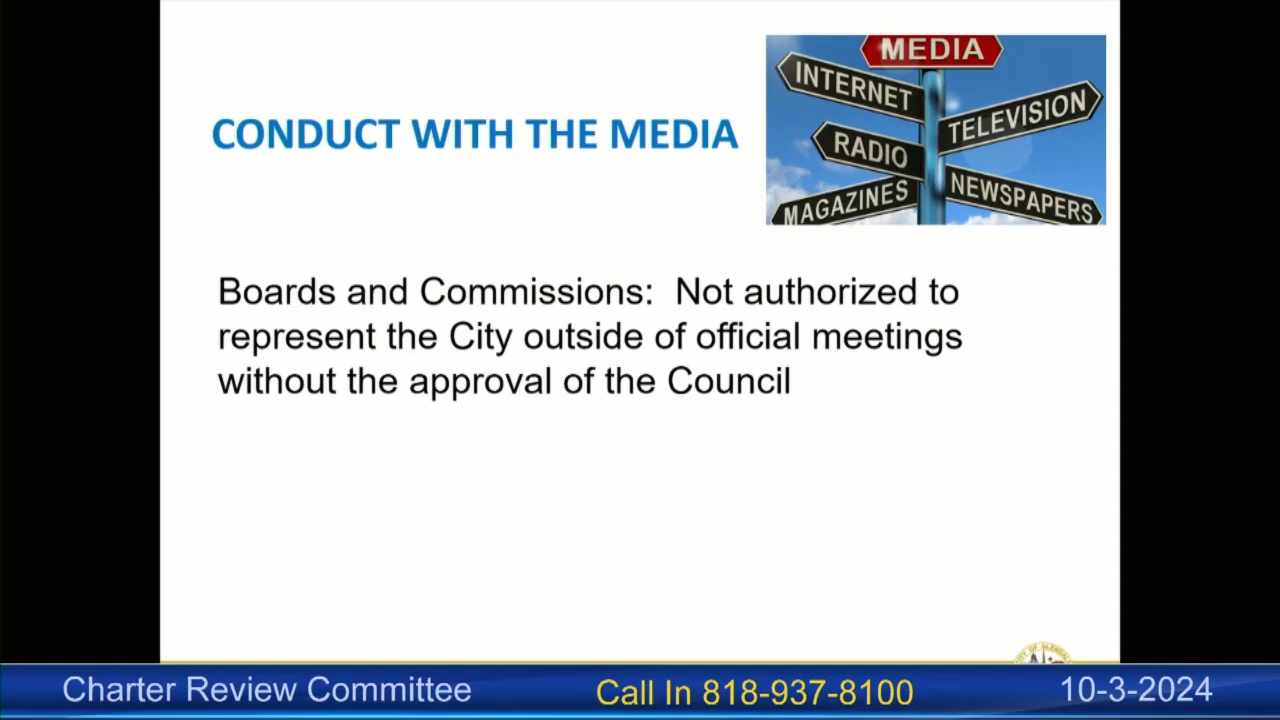 MEDIA
INTERNET
TELEVISION
CONDUCT WITH THE MEDIA
RADIO
MAGAZINES
NEWSPAPERS
Boards and Commissions: Not authorized to
represent the City outside of official meetings
without the approval of the Council
Charter Review Committee
Call In 818-937-8100
10-3-2024